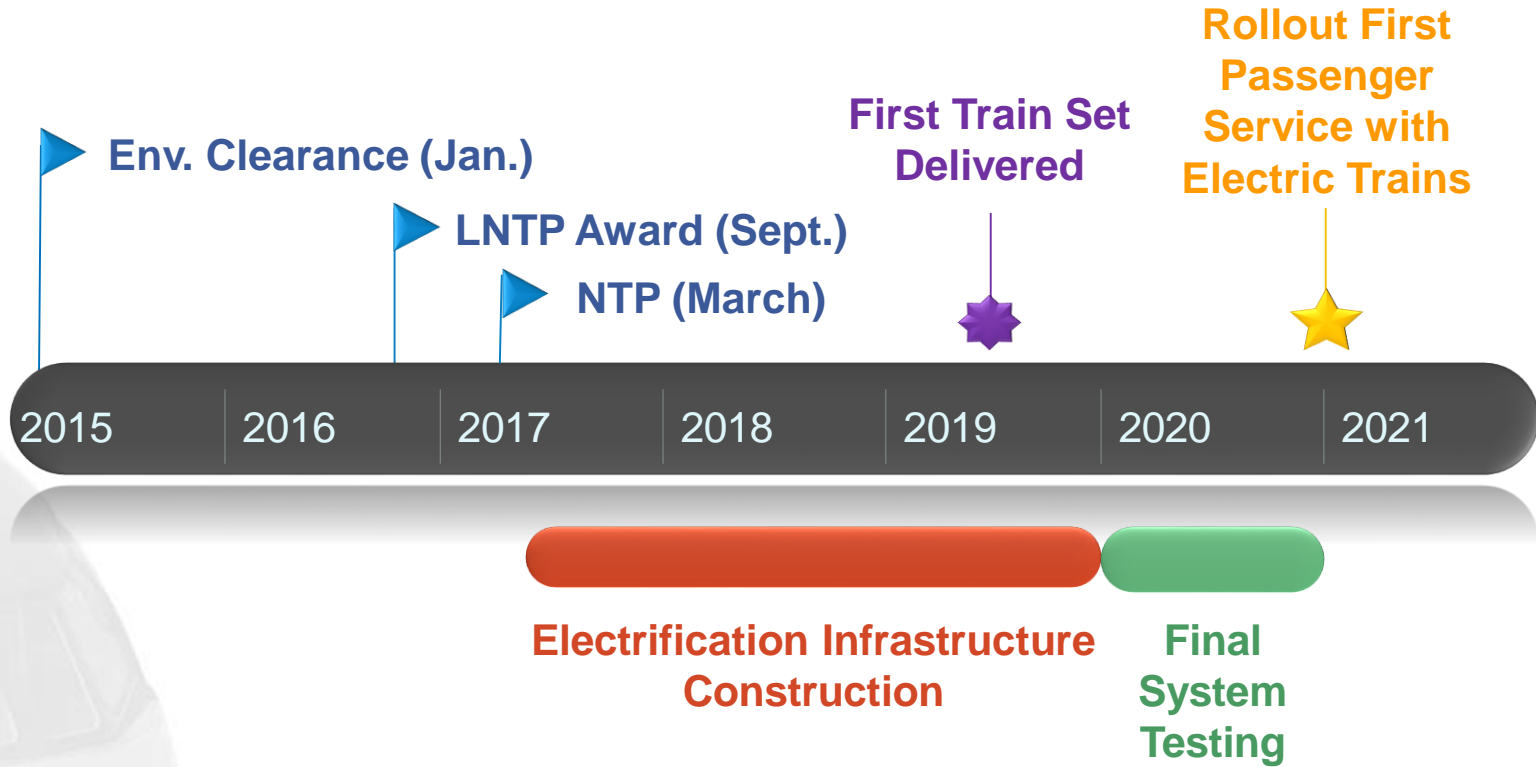 Rollout First
Passenger
Service with
Electric Trains
First Train Set
Delivered
Env. Clearance (Jan.)
LNTP Award (Sept.)
NTP (March)
2015 2016 2017 2018 2019 2020 2021
Electrification Infrastructure
Construction
Final
System
Testing